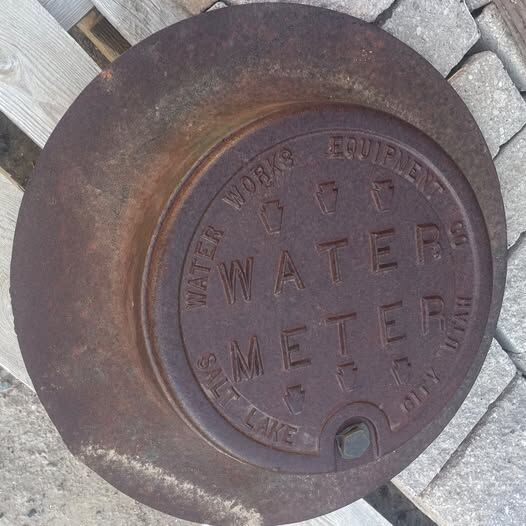 WATER WORKS EQUIPMENT CO
WATER
METER
SALT LAKE CITY UTAH